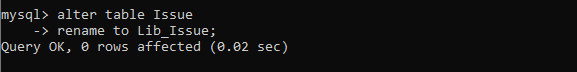 mysql> alter table Issue
    -> rename to Lib_Issue;
Query OK, 0 rows affected (0.02 sec)